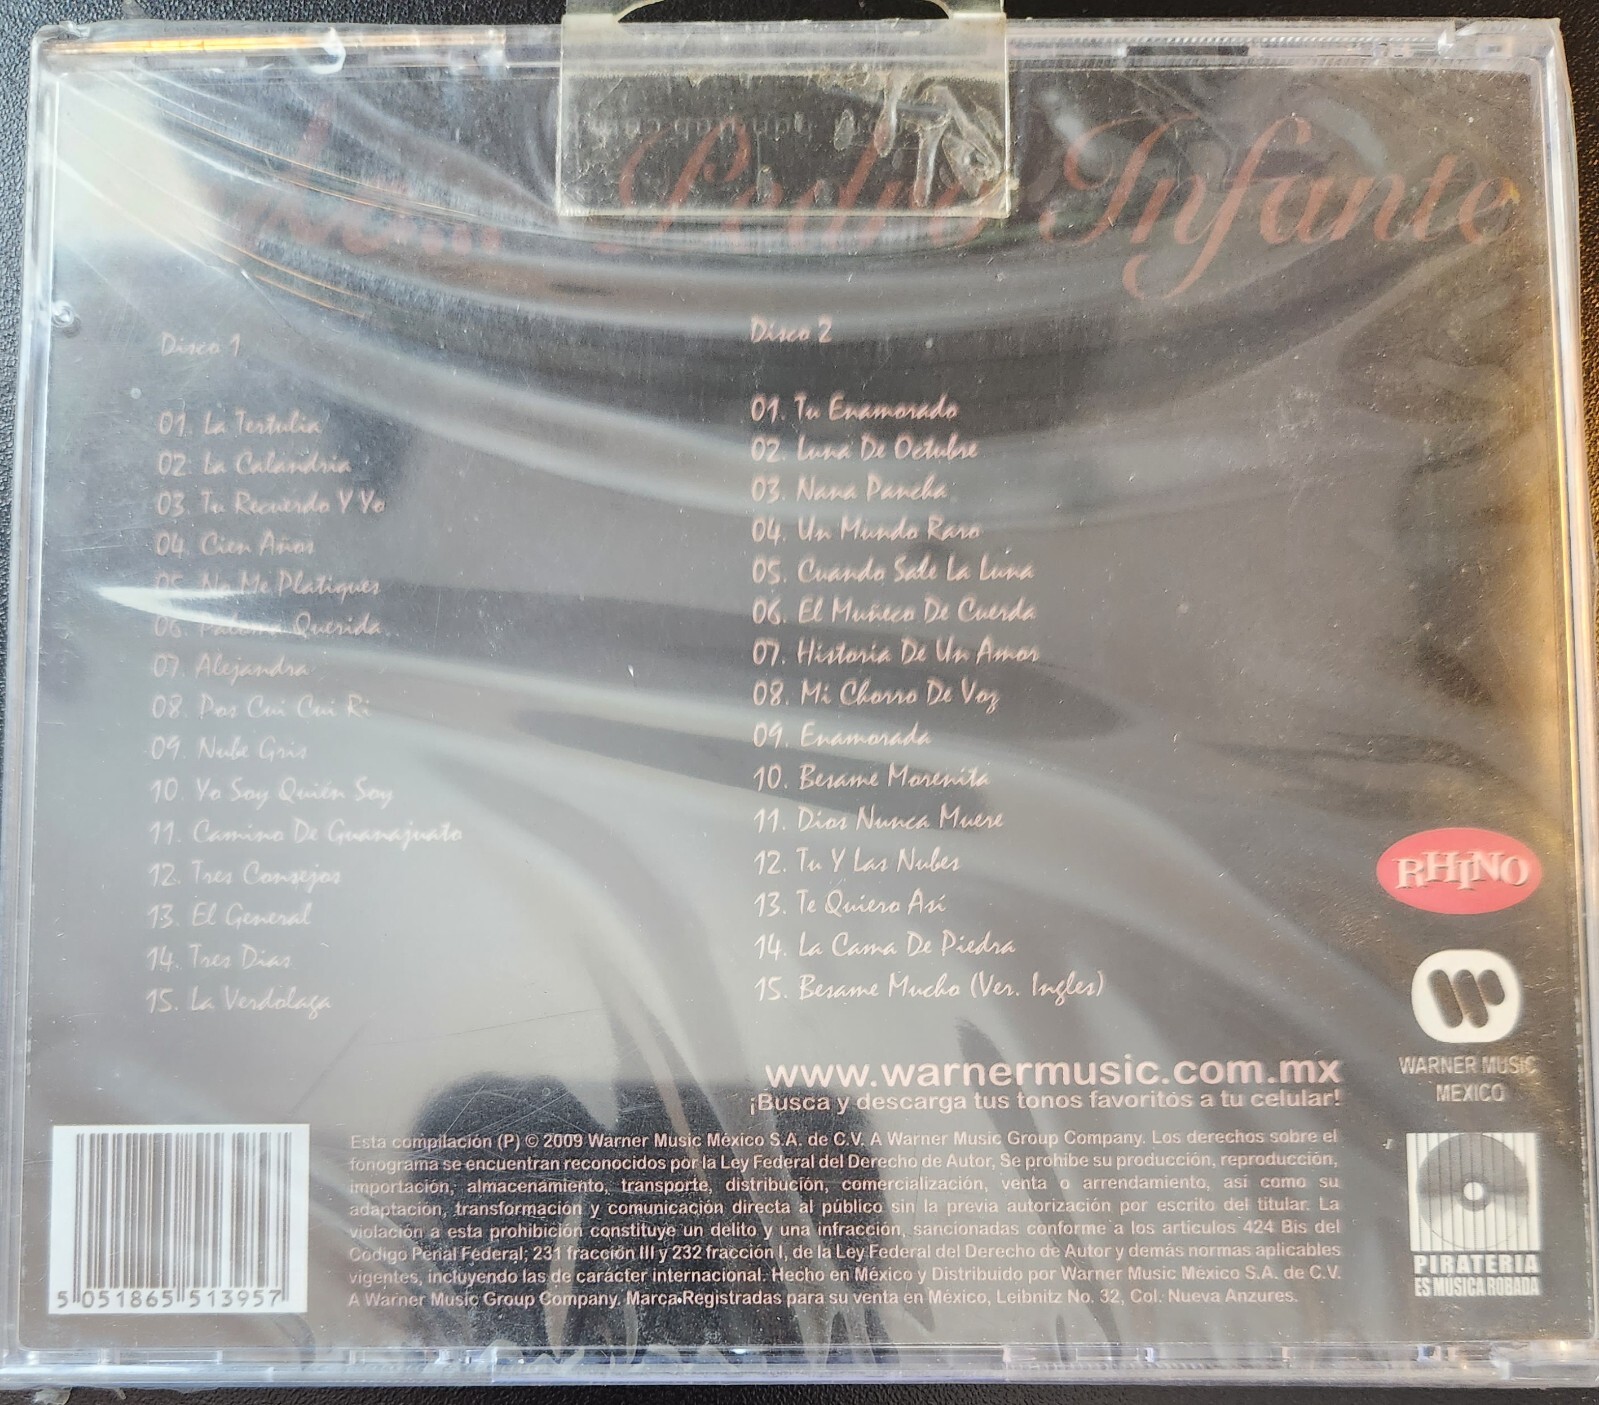 Pedro Infante
Disco 1
01. La Tertulia
02. La Calandria
03. Tu Recuerdo Y Yo
04. Cien Años
05. No Me Platiques
06. Paloma Querida
07. Alejandra
08. Pos Cui Cui Ri
09. Nube Gris
10. Yo Soy Quién Soy
11. Camino De Guanajuato
12. Tres Consejos
13. El General
14. Tres Dias
15. La Verdolaga
Disco 2
01. Tu Enamorado
02. Luna De Octubre
03. Nana Pancha
04. Un Mundo Raro
05. Cuando Sale La Luna
06. El Muñeco De Cuerda
07. Historia De Un Amor
08. Mi Chorro De Voz
09. Enamorada
10. Besame Morenita
11. Dios Nunca Muere
12. Tu Y Las Nubes
13. Te Quiero Así
14. La Cama De Piedra
15. Besame Mucho (Ver. Ingles)
RHINO
WARNER MUSIC
MEXICO
www.warnermusic.com.mx
¡Busca y descarga tus tonos favoritos a tu celular!
Esta compilación (P) © 2009 Warner Music México S.A. de C.V. A Warner Music Group Company. Los derechos sobre el
fonograma se encuentran reconocidos por la Ley Federal del Derecho de Autor, Se prohibe su producción, reproducción,
importación, almacenamiento, transporte, distribución, comercialización, venta o arrendamiento, así como su
adaptación, transformación y comunicación directa al público sin la previa autorización por escrito del titular. La
violación a esta prohibición constituye un delito y una infracción, sancionadas conforme a los articulos 424 Bis del
Código Penal Federal; 231 fracción III y 232 fracción I, de la Ley Federal del Derecho de Autor y demás normas aplicables
vigentes, incluyendo las de carácter internacional. Hecho en México y Distribuido por Warner Music México S.A. de C.V.
A Warner Music Group Company. Marca Registradas para su venta en México, Leibnitz No. 32, Col. Nueva Anzures.
5 051865 513957
PIRATERIA
ES MÚSICA ROBADA